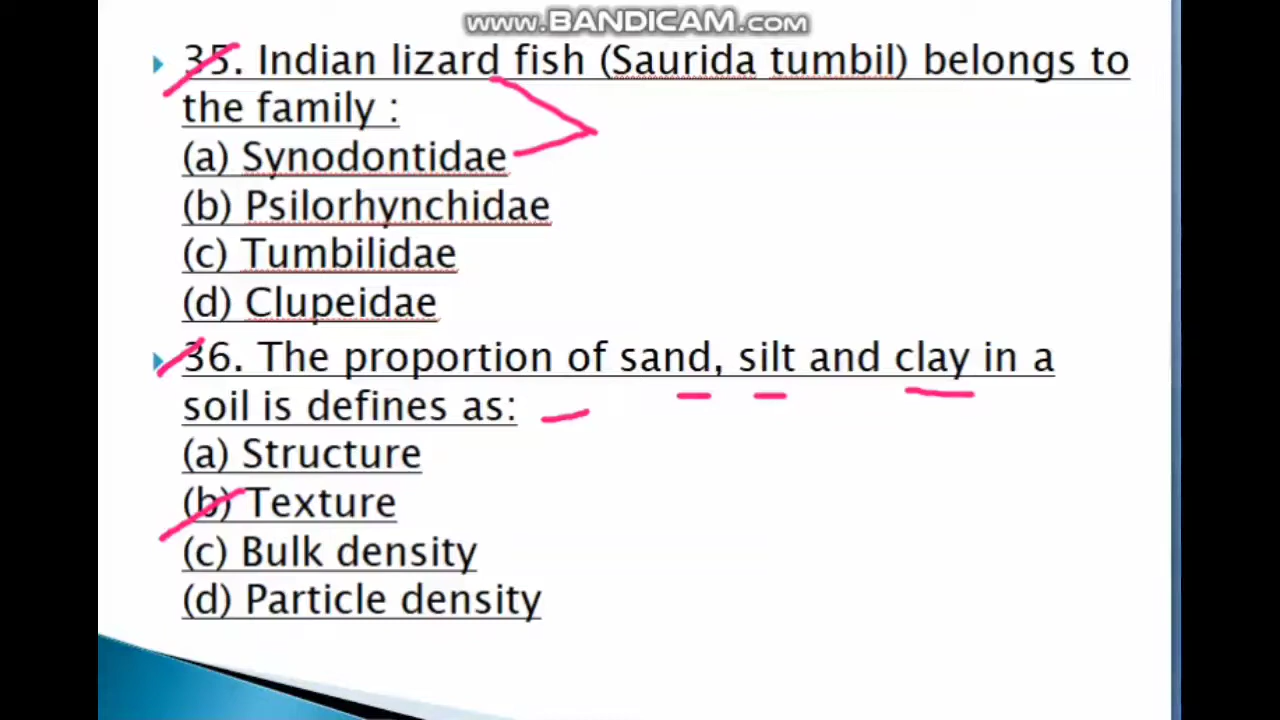 www.BANDICAM.com
35. Indian lizard fish (Saurida tumbil) belongs to
the family :
(a) Synodontidae
(b) Psilorhynchidae
(c) Tumbilidae
(d) Clupeidae
36. The proportion of sand, silt and clay in a
soil is defines as:
(a) Structure
(b) Texture
(c) Bulk density
(d) Particle density